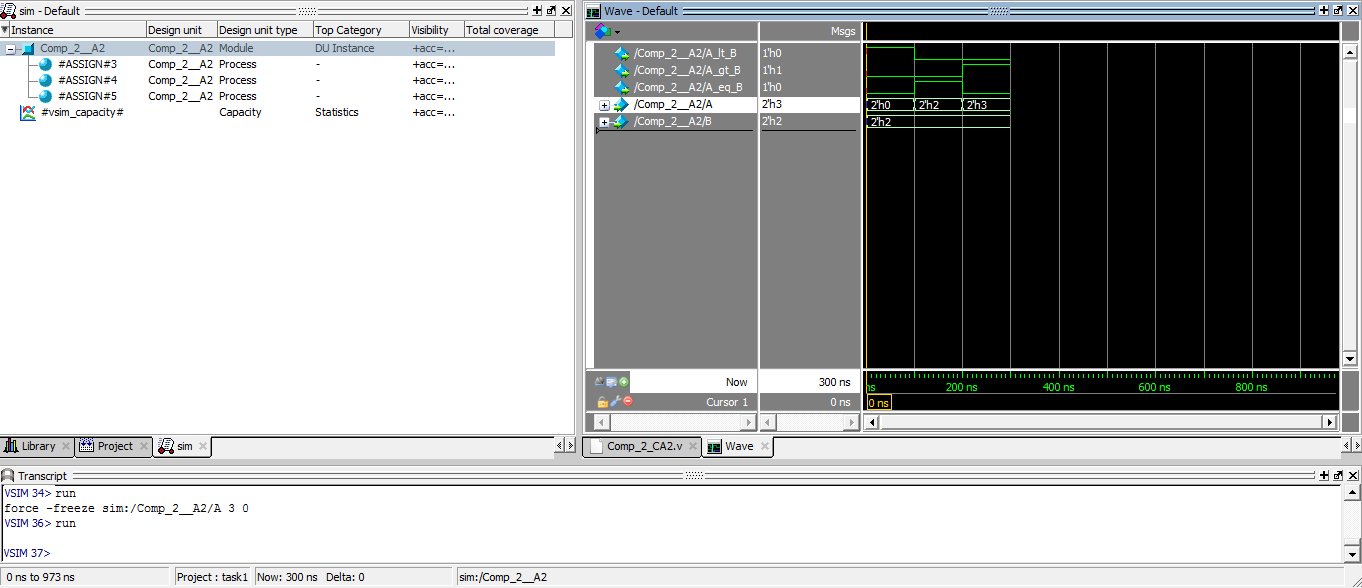 sim - Default
Instance Design unit Design unit type Top Category Visibility Total coverage
Comp_2__A2 Comp_2__A2 Module DU Instance +acc=...
#ASSIGN#3 Comp_2__A2 Process - +acc=...
#ASSIGN#4 Comp_2__A2 Process - +acc=...
#ASSIGN#5 Comp_2__A2 Process - +acc=...
#vsim_capacity# Capacity Statistics +acc=...
Library Project sim
Wave - Default
Msgs
/Comp_2__A2/A_lt_B 1'h0
/Comp_2__A2/A_gt_B 1'h1
/Comp_2__A2/A_eq_B 1'h0
/Comp_2__A2/A 2'h3 2'h0 2'h2 2'h3
/Comp_2__A2/B 2'h2 2'h2
Now 300 ns ns 200 ns 400 ns 600 ns 800 ns
Cursor 1 0 ns 0 ns
Comp_2_CA2.v Wave
Transcript
VSIM 34> run
force -freeze sim:/Comp_2__A2/A 3 0
VSIM 36> run
VSIM 37>
0 ns to 973 ns Project : task1 Now: 300 ns Delta: 0 sim:/Comp_2__A2